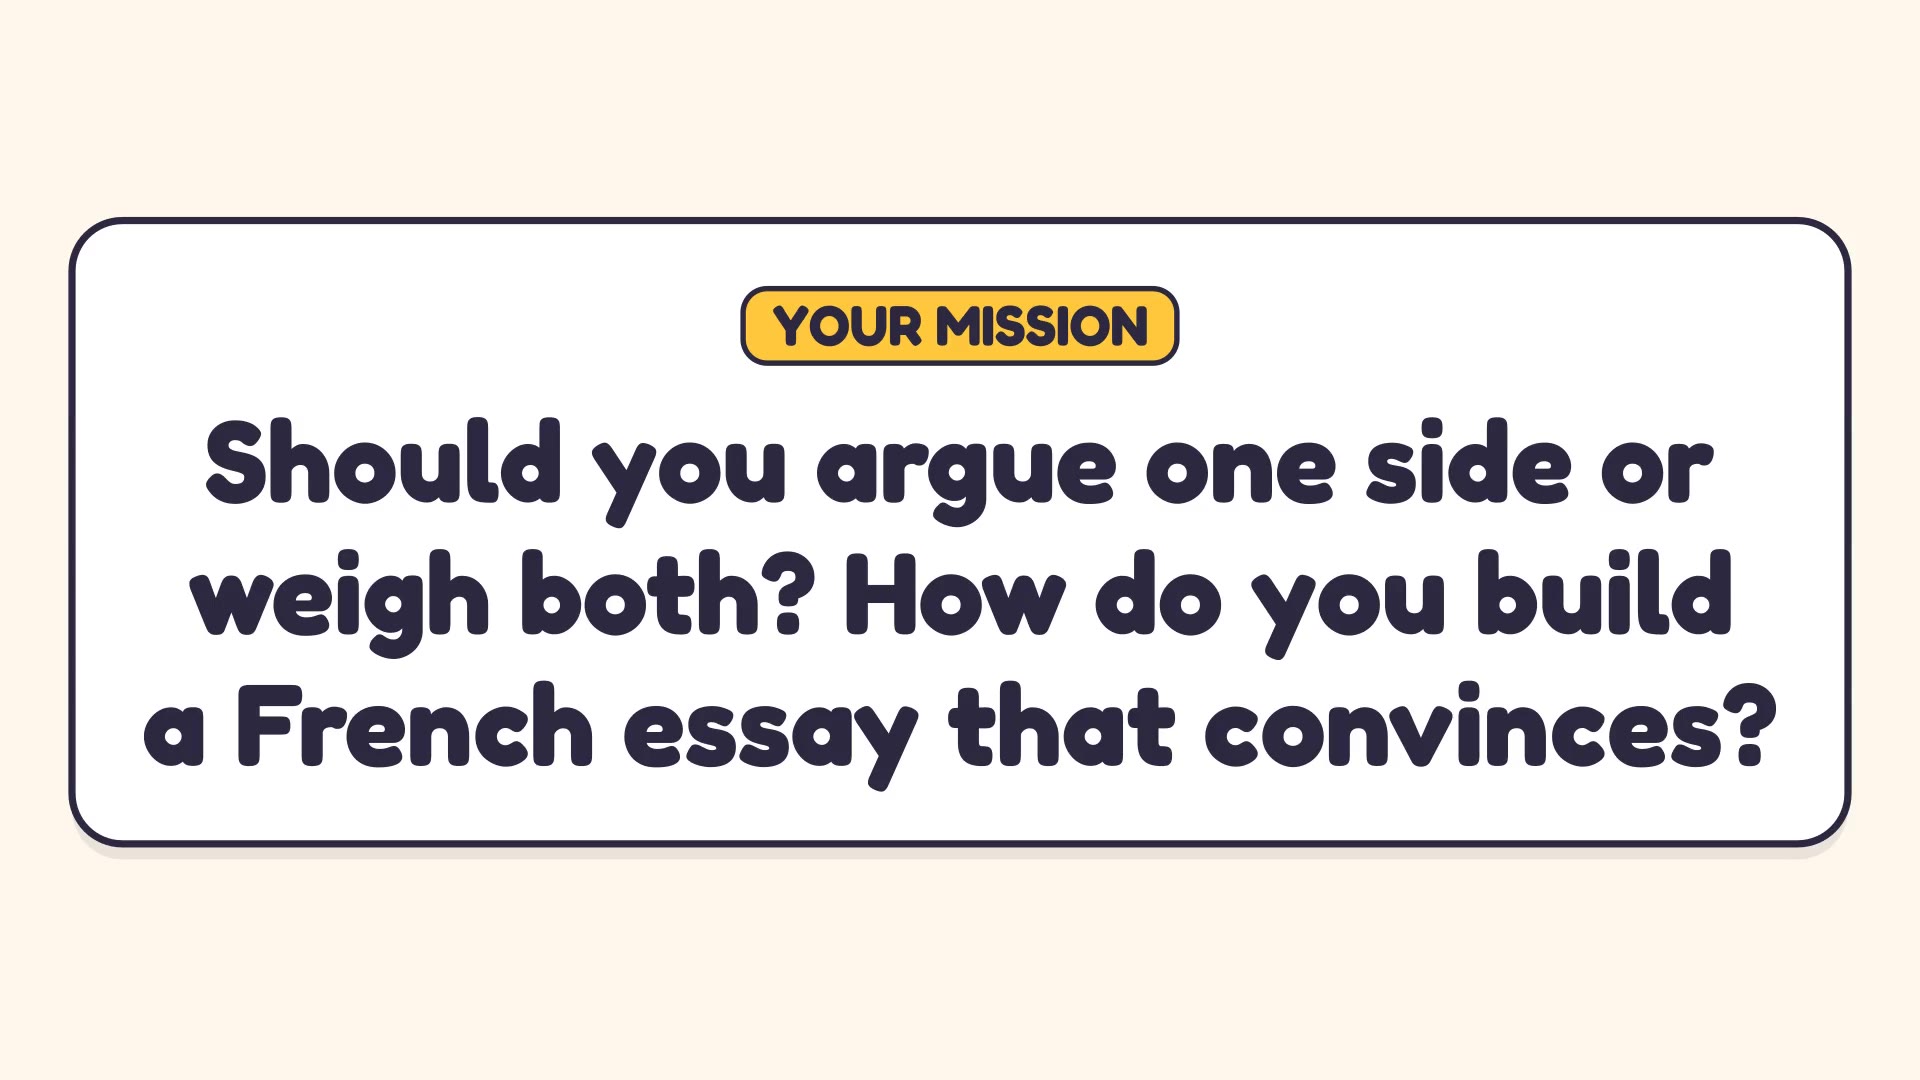 YOUR MISSION
Should you argue one side or
weigh both? How do you build
a French essay that convinces?